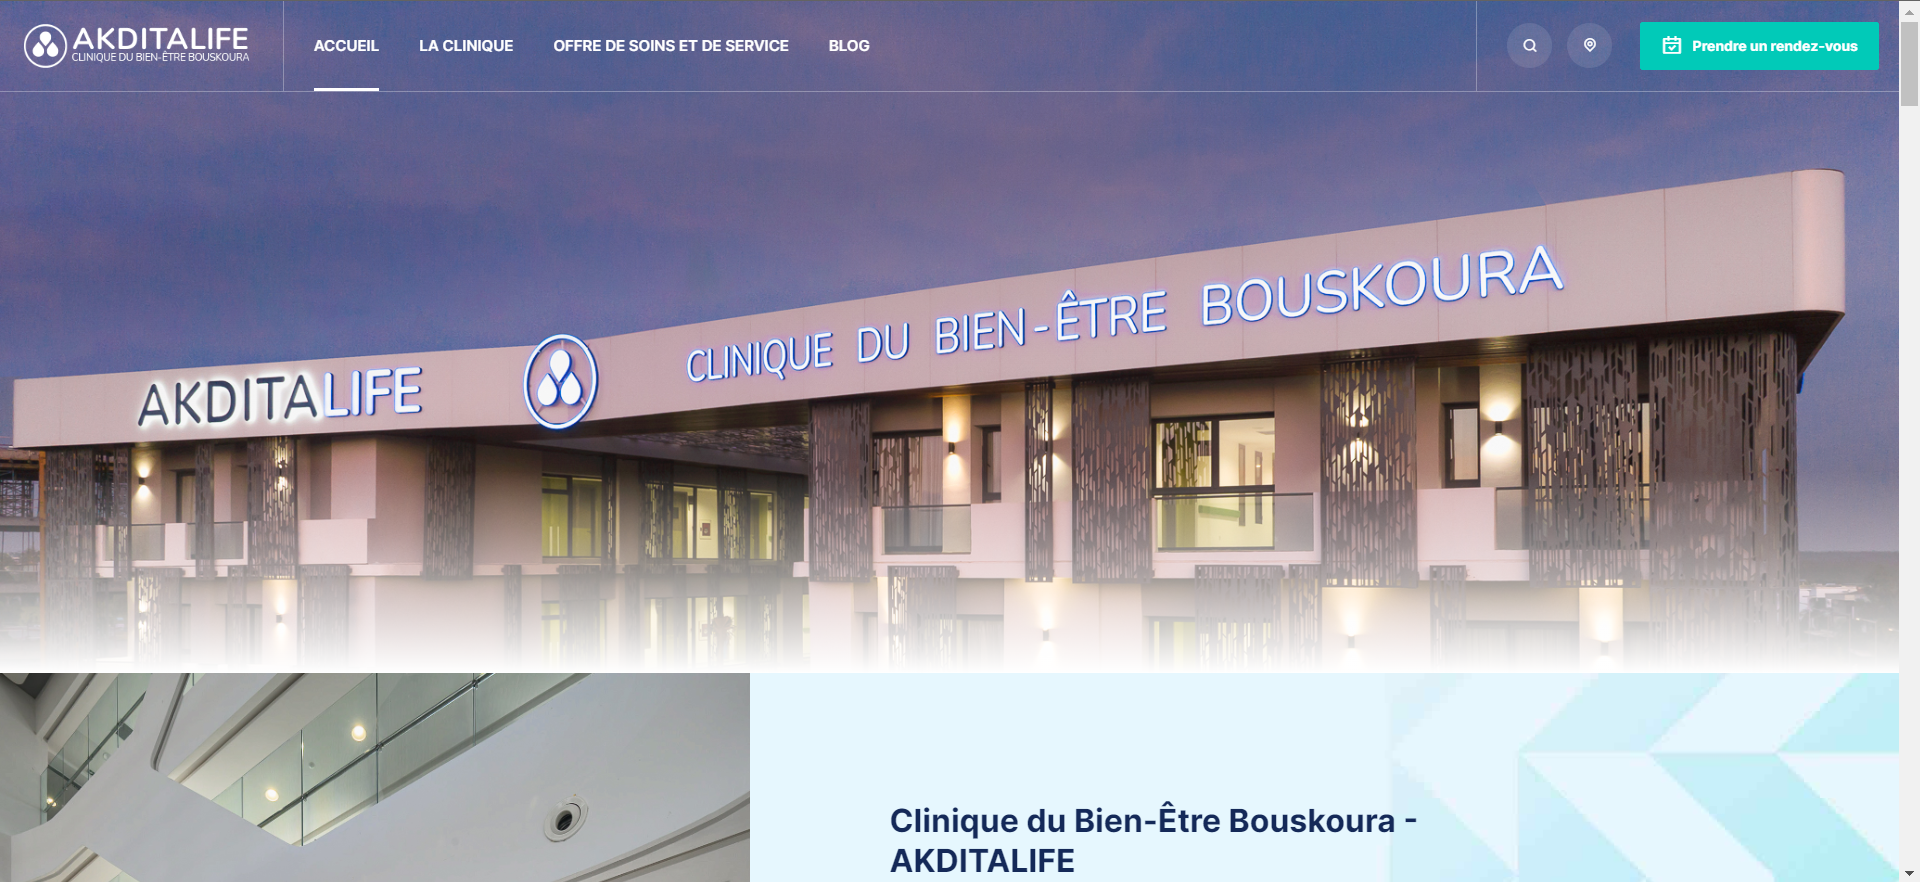 AKDITALIFE
CLINIQUE DU BIEN-ÊTRE BOUSKOURA
ACCUEIL
LA CLINIQUE
OFFRE DE SOINS ET DE SERVICE
BLOG
Prendre un rendez-vous
AKDITALIFE
CLINIQUE DU BIEN-ÊTRE BOUSKOURA
Clinique du Bien-Être Bouskoura -
AKDITALIFE